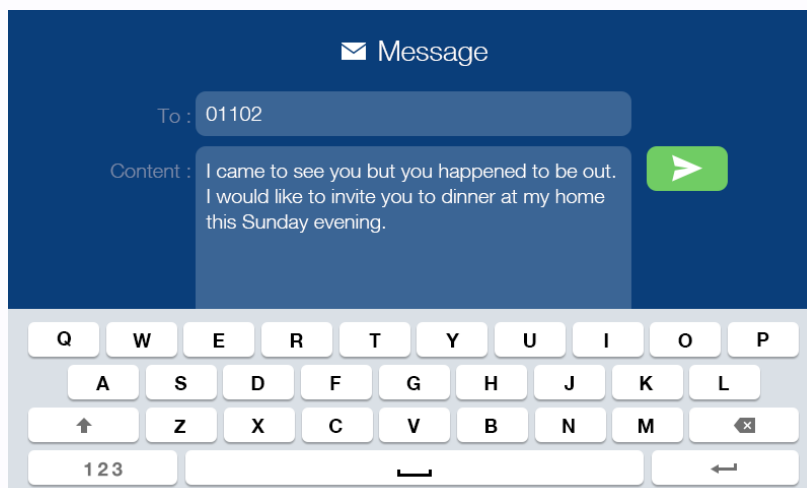 Message
To : 01102
Content : I came to see you but you happened to be out.
I would like to invite you to dinner at my home
this Sunday evening.
Q W E R T Y U I O P
A S D F G H J K L
Z X C V B N M
123